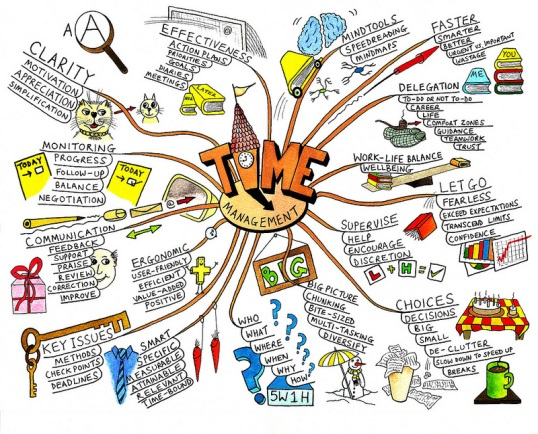 A
A
CLARITY
MOTIVATION
APPRECIATION
SIMPLIFICATION
EFFECTIVENESS
ACTION PLANS
PRIORITIES
GOALS
DIARIES
MEETINGS
LATER
ME
MINDTOOLS
SPEEDREADING
MINDMAPS
FASTER
SMARTER
BETTER
URGENT VS IMPORTANT
WASTAGE
YOU
ME
DELEGATION
TO-DO OR NOT TO-DO
CAREER
LIFE
COMFORT ZONES
GUIDANCE
TEAMWORK
TRUST
MONITORING
PROGRESS
FOLLOW-UP
BALANCE
NEGOTIATION
TODAY
TODAY
TIME
MANAGEMENT
WORK-LIFE BALANCE
WELLBEING
LET GO
FEARLESS
EXCEED EXPECTATIONS
TRANSCEND LIMITS
CONFIDENCE
COMMUNICATION
FEEDBACK
SUPPORT
PRAISE
REVIEW
CORRECTION
IMPROVE
ERGONOMIC
USER-FRIENDLY
EFFICIENT
VALUE-ADDED
POSITIVE
SUPERVISE
HELP
ENCOURAGE
DISCRETION
L + H = ✓
BIG
BIG PICTURE
CHUNKING
BITE-SIZED
MULTI-TASKING
DIVERSIFY
CHOICES
DECISIONS
BIG
SMALL
DE-CLUTTER
SLOW DOWN TO SPEED UP
BREAKS
KEY ISSUES
METHODS
CHECK POINTS
DEADLINES
SMART
SPECIFIC
MEASURABLE
ATTAINABLE
RELEVANT
TIME-BOUND
WHO
WHAT
WHERE
WHEN
WHY
HOW
5W1H